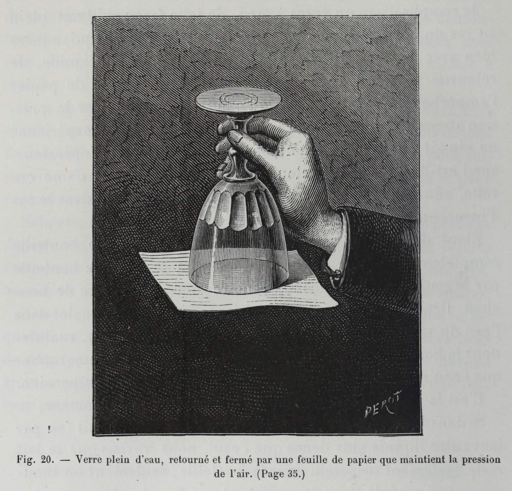 DEROT
Fig. 20. — Verre plein d'eau, retourné et fermé par une feuille de papier que maintient la pression
de l'air. (Page 35.)